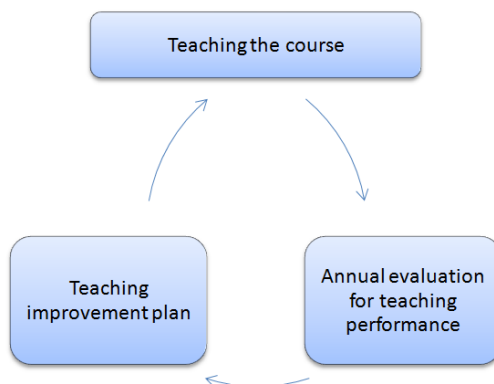 Teaching the course
Teaching
improvement plan
Annual evaluation
for teaching
performance